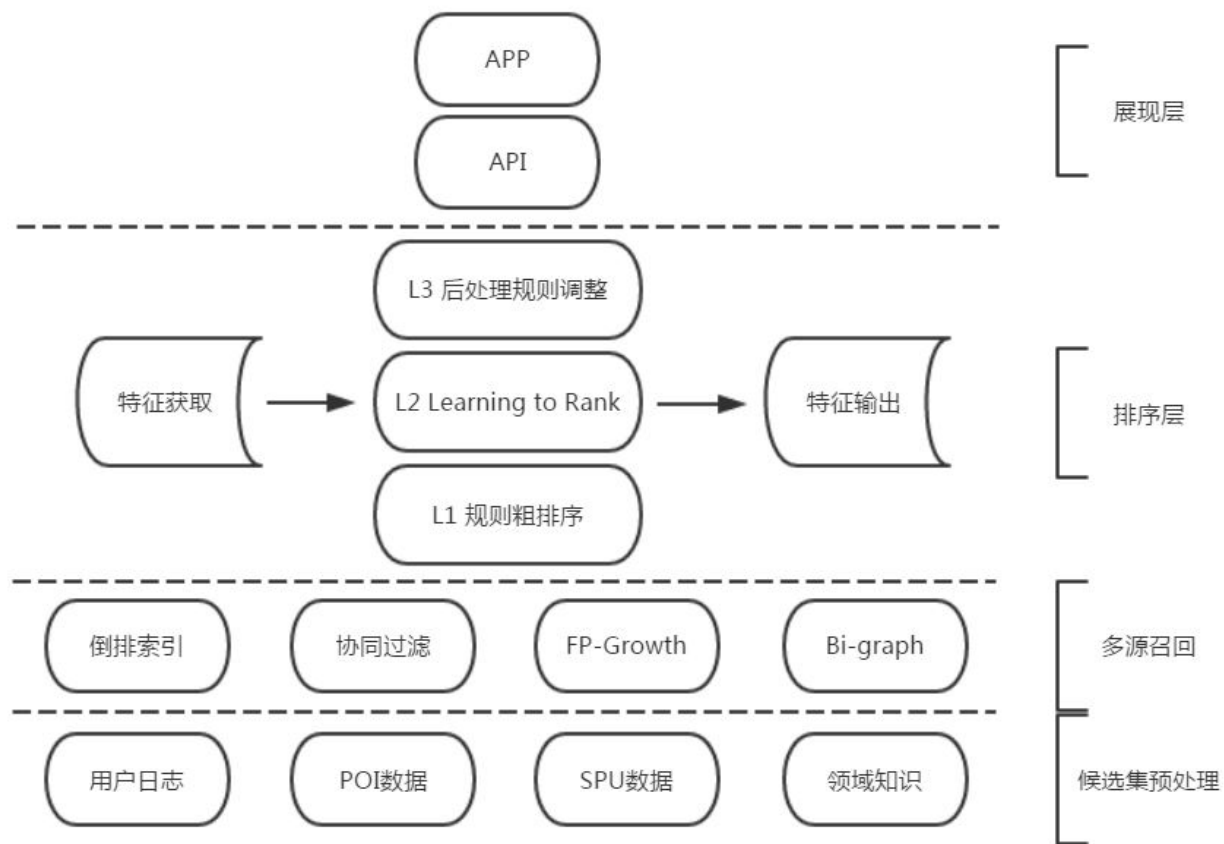 APP
展现层
API
L3 后处理规则调整
特征获取
L2 Learning to Rank
特征输出
排序层
L1 规则粗排序
倒排索引
协同过滤
FP-Growth
Bi-graph
多源召回
用户日志
POI数据
SPU数据
领域知识
候选集预处理